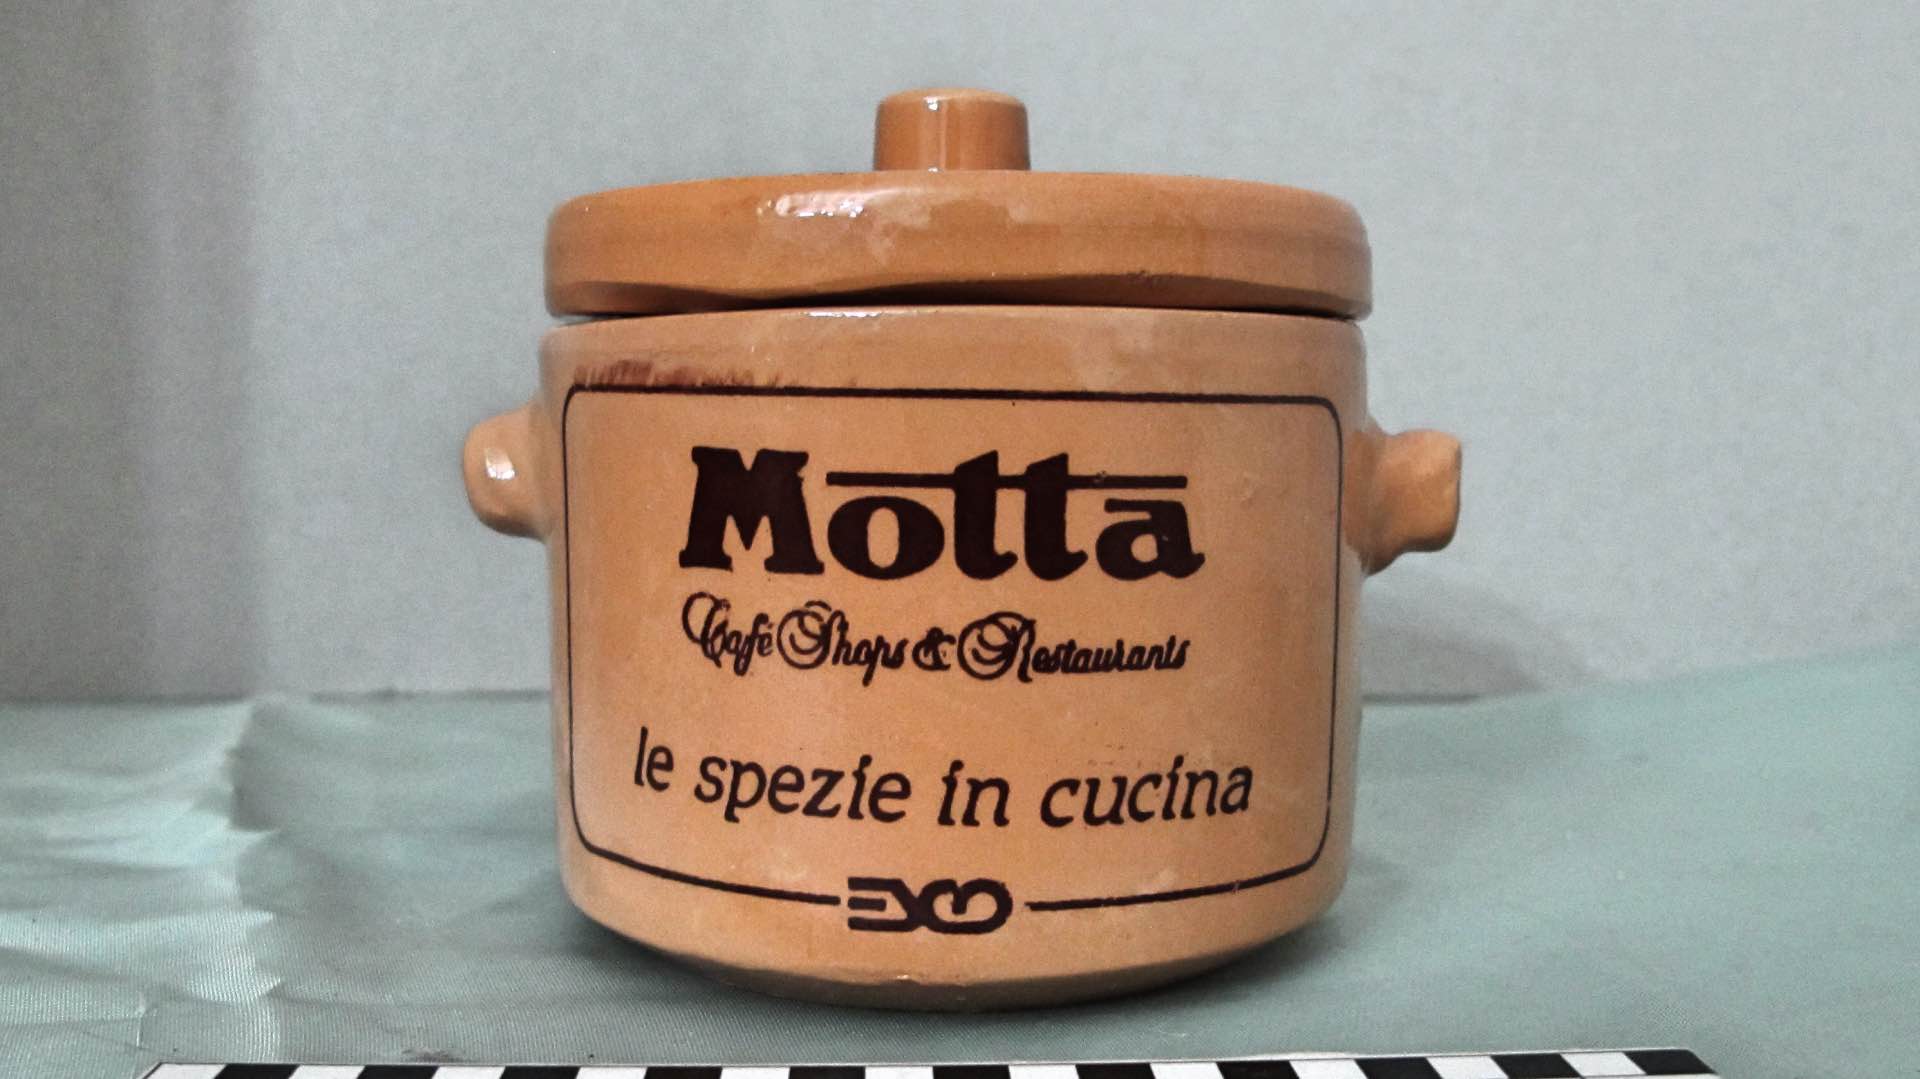 Motta
Café Shops & Restaurants
le spezie in cucina